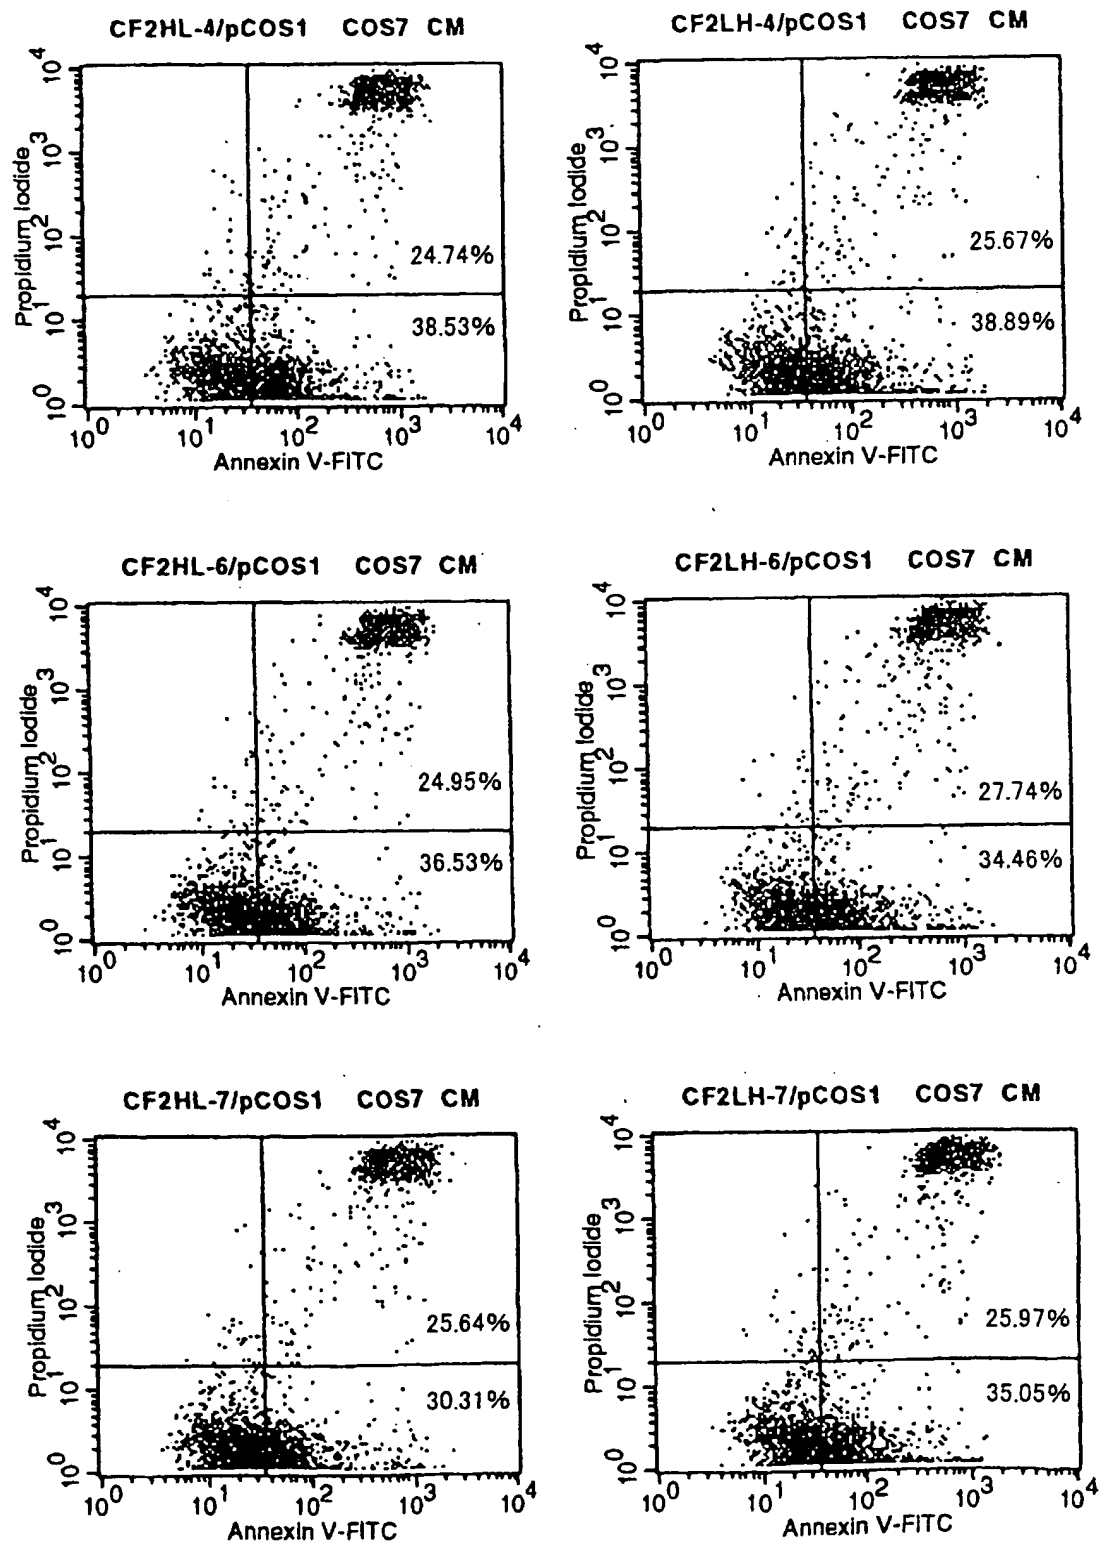 CF2HL-4/pCOS1 COS7 CM
10^4
10^3
10^2
10^1
10^0
Propidium Iodide
24.74%
38.53%
10^0 10^1 10^2 10^3 10^4
Annexin V-FITC
CF2LH-4/pCOS1 COS7 CM
10^4
10^3
10^2
10^1
10^0
Propidium Iodide
25.67%
38.89%
10^0 10^1 10^2 10^3 10^4
Annexin V-FITC
CF2HL-6/pCOS1 COS7 CM
10^4
10^3
10^2
10^1
10^0
Propidium Iodide
24.95%
36.53%
10^0 10^1 10^2 10^3 10^4
Annexin V-FITC
CF2LH-6/pCOS1 COS7 CM
10^4
10^3
10^2
10^1
10^0
Propidium Iodide
27.74%
34.46%
10^0 10^1 10^2 10^3 10^4
Annexin V-FITC
CF2HL-7/pCOS1 COS7 CM
10^4
10^3
10^2
10^1
10^0
Propidium Iodide
25.64%
30.31%
10^0 10^1 10^2 10^3 10^4
Annexin V-FITC
CF2LH-7/pCOS1 COS7 CM
10^4
10^3
10^2
10^1
10^0
Propidium Iodide
25.97%
35.05%
10^0 10^1 10^2 10^3 10^4
Annexin V-FITC